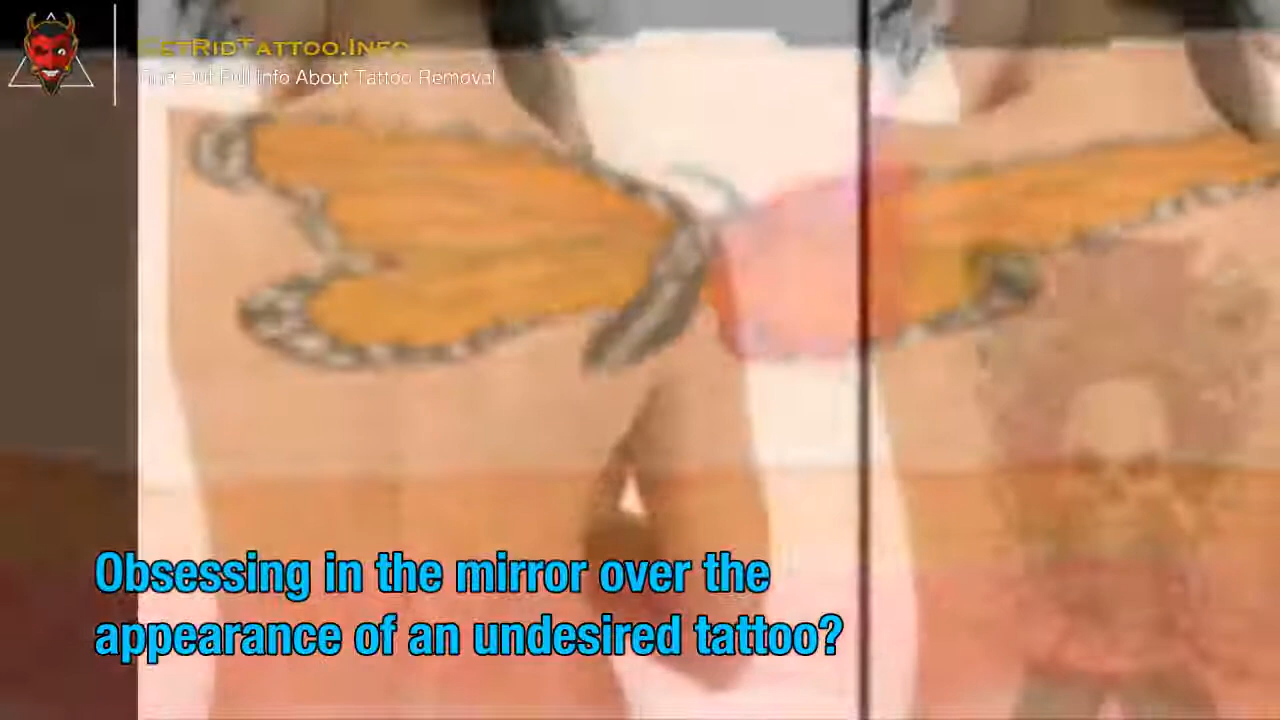 GetRidTattoo.Info
Find Out Full Info About Tattoo Removal
Obsessing in the mirror over the
appearance of an undesired tattoo?